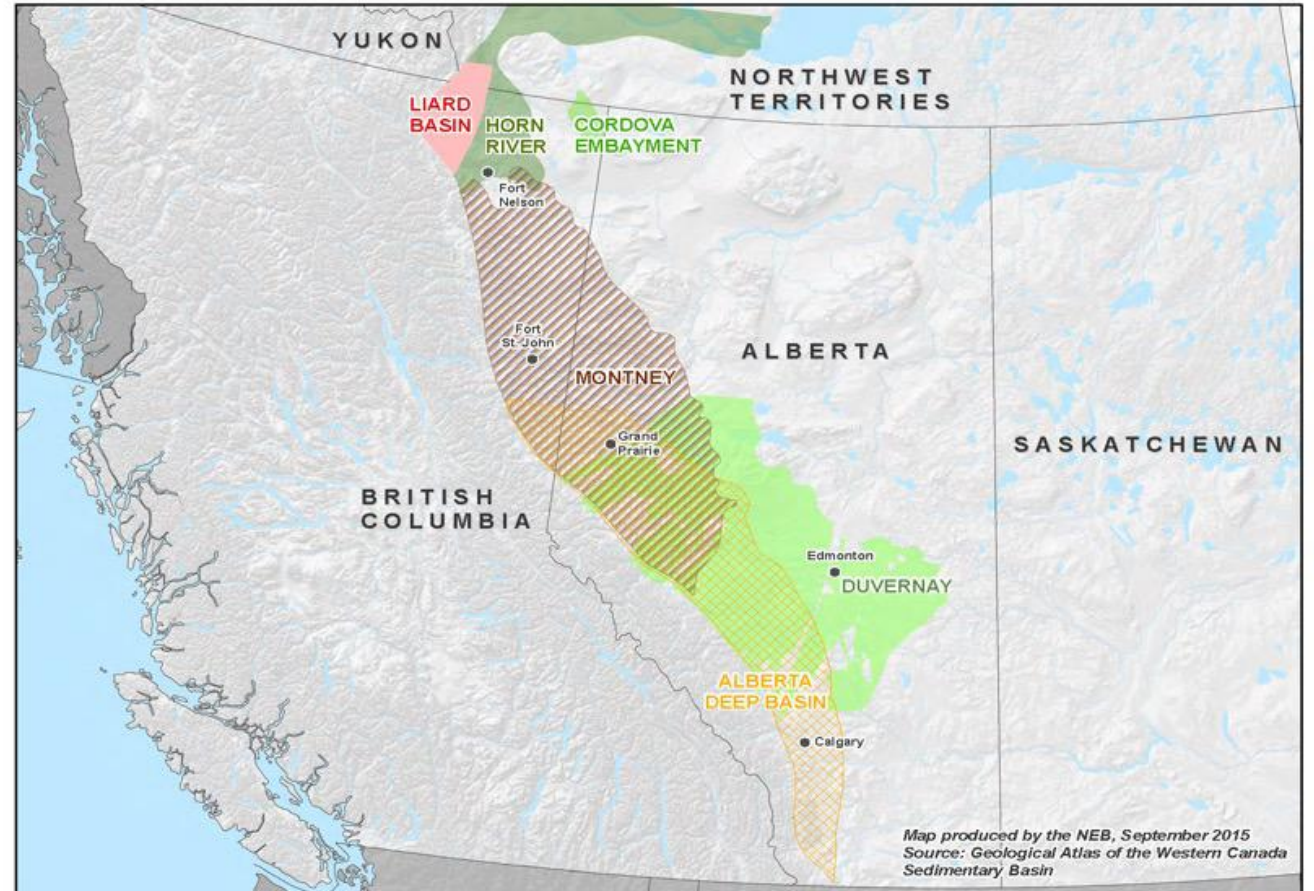 YUKON
NORTHWEST
TERRITORIES
LIARD
BASIN
HORN
RIVER
CORDOVA
EMBAYMENT
Fort
Nelson
Fort
St John
MONTNEY
ALBERTA
Grand
Prairie
SASKATCHEWAN
BRITISH
COLUMBIA
Edmonton
DUVERNAY
ALBERTA
DEEP BASIN
Calgary
Map produced by the NEB, September 2015
Source: Geological Atlas of the Western Canada
Sedimentary Basin